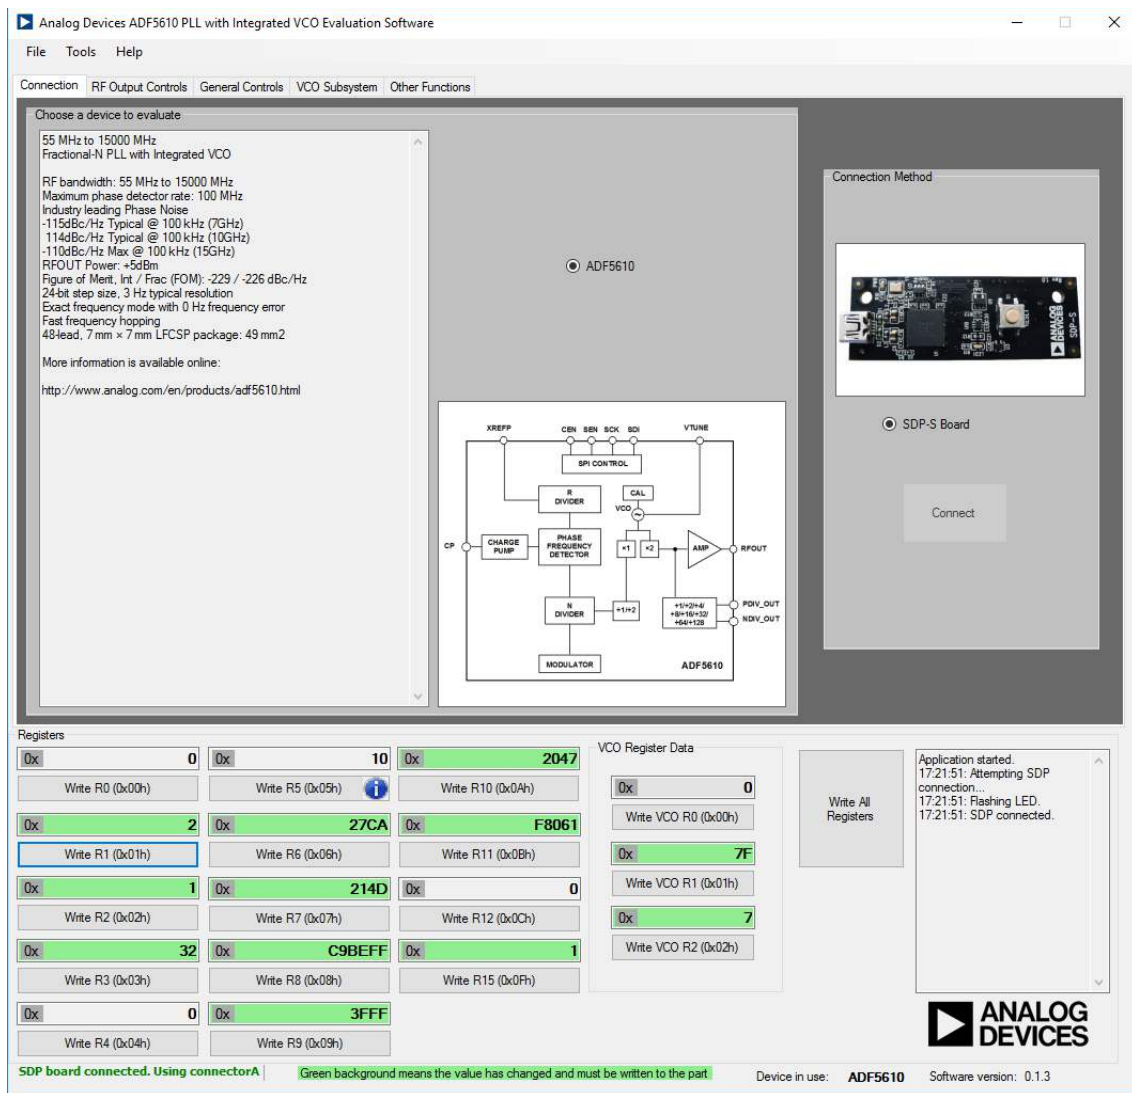 Analog Devices ADF5610 PLL with Integrated VCO Evaluation Software
File Tools Help
Connection RF Output Controls General Controls VCO Subsystem Other Functions
Choose a device to evaluate
55 MHz to 15000 MHz
Fractional-N PLL with Integrated VCO
RF bandwidth: 55 MHz to 15000 MHz
Maximum phase detector rate: 100 MHz
Industry leading Phase Noise
-115dBc/Hz Typical @ 100 kHz (7GHz)
114dBc/Hz Typical @ 100 kHz (10GHz)
-110dBc/Hz Max @ 100 kHz (15GHz)
RFOUT Power: +5dBm
Figure of Merit, Int / Frac (FOM): -229 / -226 dBc/Hz
24-bit step size, 3 Hz typical resolution
Exact frequency mode with 0 Hz frequency error
Fast frequency hopping
48-lead, 7 mm × 7 mm LFCSP package: 49 mm2
More information is available online:
http://www.analog.com/en/products/adf5610.html
ADF5610
XREFP CEN SEN SCK SDI VTUNE
SPI CONTROL
R DIVIDER
CAL
VCO
CP
CHARGE PUMP
PHASE FREQUENCY DETECTOR
×1 ×2
AMP
RFOUT
N DIVIDER
÷1/÷2
÷1/÷2/÷4/
÷8/÷16/÷32/
÷64/÷128
PDIV_OUT
NDIV_OUT
MODULATOR
ADF5610
Connection Method
ANALOG DEVICES SDP-S
SDP-S Board
Connect
Registers
0x 0 0x 10 0x 2047
Write R0 (0x00h) Write R5 (0x05h) Write R10 (0x0Ah)
0x 2 0x 27CA 0x F8061
Write R1 (0x01h) Write R6 (0x06h) Write R11 (0x0Bh)
0x 1 0x 214D 0x 0
Write R2 (0x02h) Write R7 (0x07h) Write R12 (0x0Ch)
0x 32 0x C9BEFF 0x 1
Write R3 (0x03h) Write R8 (0x08h) Write R15 (0x0Fh)
0x 0 0x 3FFF
Write R4 (0x04h) Write R9 (0x09h)
VCO Register Data
0x 0
Write VCO R0 (0x00h)
0x 7F
Write VCO R1 (0x01h)
0x 7
Write VCO R2 (0x02h)
Write All
Registers
Application started.
17:21:51: Attempting SDP
connection...
17:21:51: Flashing LED.
17:21:51: SDP connected.
ANALOG
DEVICES
SDP board connected. Using connectorA Green background means the value has changed and must be written to the part Device in use: ADF5610 Software version: 0.1.3